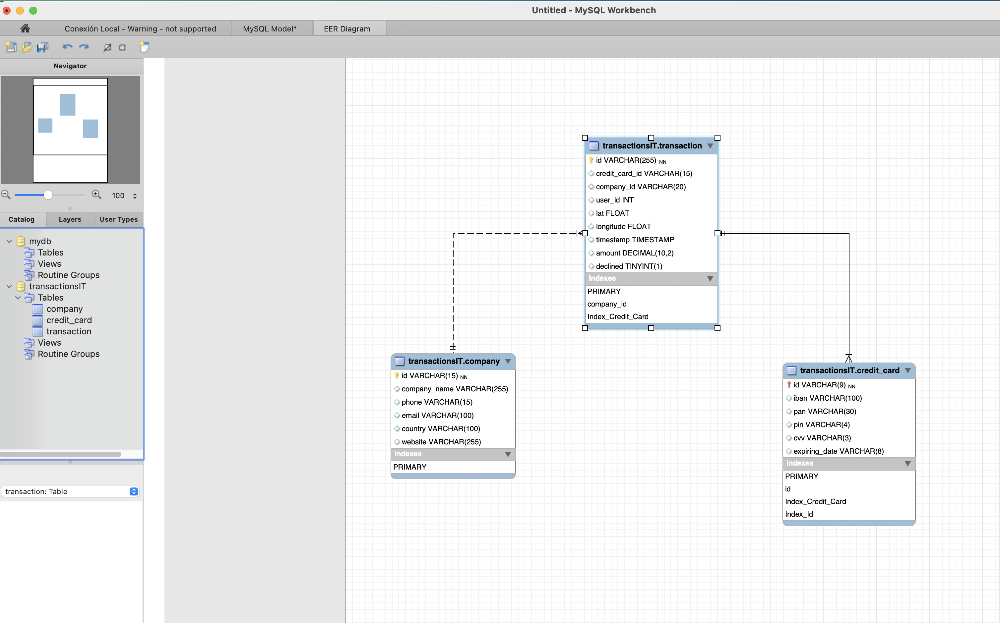 Untitled - MySQL Workbench
Conexión Local - Warning - not supported
MySQL Model*
EER Diagram
Navigator
100
Catalog
Layers
User Types
mydb
Tables
Views
Routine Groups
transactionsIT
Tables
company
credit_card
transaction
Views
Routine Groups
transaction: Table
transactionsIT.transaction
id VARCHAR(255) NN
credit_card_id VARCHAR(15)
company_id VARCHAR(20)
user_id INT
lat FLOAT
longitude FLOAT
timestamp TIMESTAMP
amount DECIMAL(10,2)
declined TINYINT(1)
Indexes
PRIMARY
company_id
Index_Credit_Card
transactionsIT.company
id VARCHAR(15) NN
company_name VARCHAR(255)
phone VARCHAR(15)
email VARCHAR(100)
country VARCHAR(100)
website VARCHAR(255)
Indexes
PRIMARY
transactionsIT.credit_card
id VARCHAR(9) NN
iban VARCHAR(100)
pan VARCHAR(30)
pin VARCHAR(4)
cvv VARCHAR(3)
expiring_date VARCHAR(8)
Indexes
PRIMARY
id
Index_Credit_Card
Index_Id